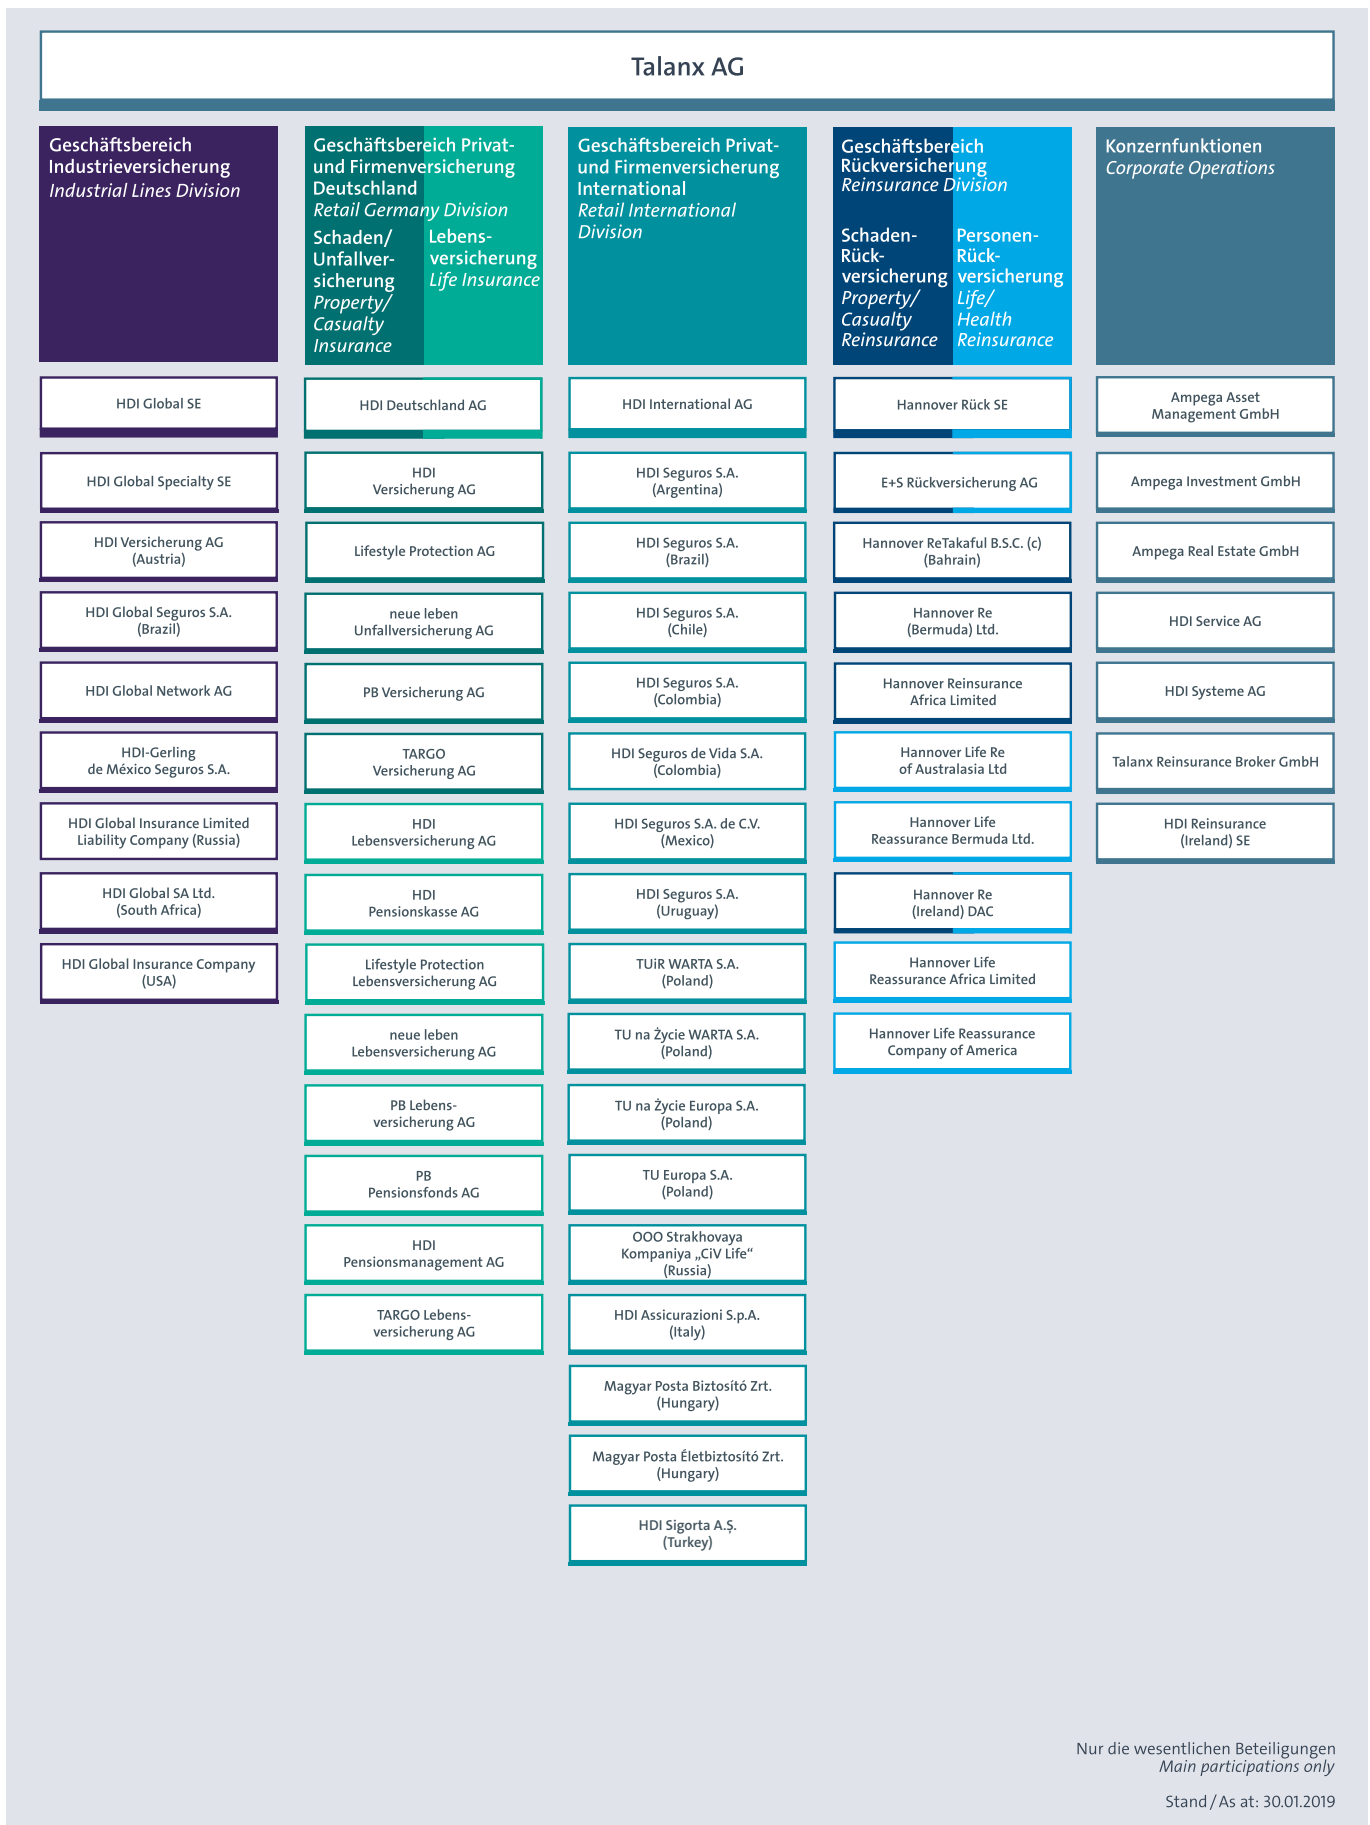 Talanx AG
Geschäftsbereich
Industrieversicherung
Industrial Lines Division
HDI Global SE
HDI Global Specialty SE
HDI Versicherung AG
(Austria)
HDI Global Seguros S.A.
(Brazil)
HDI Global Network AG
HDI-Gerling
de México Seguros S.A.
HDI Global Insurance Limited
Liability Company (Russia)
HDI Global SA Ltd.
(South Africa)
HDI Global Insurance Company
(USA)
Geschäftsbereich Privat-
und Firmenversicherung
Deutschland
Retail Germany Division
Schaden/
Unfallver-
sicherung
Property/
Casualty
Insurance
Lebens-
versicherung
Life Insurance
HDI Deutschland AG
HDI
Versicherung AG
Lifestyle Protection AG
neue leben
Unfallversicherung AG
PB Versicherung AG
TARGO
Versicherung AG
HDI
Lebensversicherung AG
HDI
Pensionskasse AG
Lifestyle Protection
Lebensversicherung AG
neue leben
Lebensversicherung AG
PB Lebens-
versicherung AG
PB
Pensionsfonds AG
HDI
Pensionsmanagement AG
TARGO Lebens-
versicherung AG
Geschäftsbereich Privat-
und Firmenversicherung
International
Retail International
Division
HDI International AG
HDI Seguros S.A.
(Argentina)
HDI Seguros S.A.
(Brazil)
HDI Seguros S.A.
(Chile)
HDI Seguros S.A.
(Colombia)
HDI Seguros de Vida S.A.
(Colombia)
HDI Seguros S.A. de C.V.
(Mexico)
HDI Seguros S.A.
(Uruguay)
TUiR WARTA S.A.
(Poland)
TU na Życie WARTA S.A.
(Poland)
TU na Życie Europa S.A.
(Poland)
TU Europa S.A.
(Poland)
OOO Strakhovaya
Kompaniya „CiV Life“
(Russia)
HDI Assicurazioni S.p.A.
(Italy)
Magyar Posta Biztosító Zrt.
(Hungary)
Magyar Posta Életbiztosító Zrt.
(Hungary)
HDI Sigorta A.Ş.
(Turkey)
Geschäftsbereich
Rückversicherung
Reinsurance Division
Schaden-
Rück-
versicherung
Property/
Casualty
Reinsurance
Personen-
Rück-
versicherung
Life/
Health
Reinsurance
Hannover Rück SE
E+S Rückversicherung AG
Hannover ReTakaful B.S.C. (c)
(Bahrain)
Hannover Re
(Bermuda) Ltd.
Hannover Reinsurance
Africa Limited
Hannover Life Re
of Australasia Ltd
Hannover Life
Reassurance Bermuda Ltd.
Hannover Re
(Ireland) DAC
Hannover Life
Reassurance Africa Limited
Hannover Life Reassurance
Company of America
Konzernfunktionen
Corporate Operations
Ampega Asset
Management GmbH
Ampega Investment GmbH
Ampega Real Estate GmbH
HDI Service AG
HDI Systeme AG
Talanx Reinsurance Broker GmbH
HDI Reinsurance
(Ireland) SE
Nur die wesentlichen Beteiligungen
Main participations only
Stand / As at: 30.01.2019